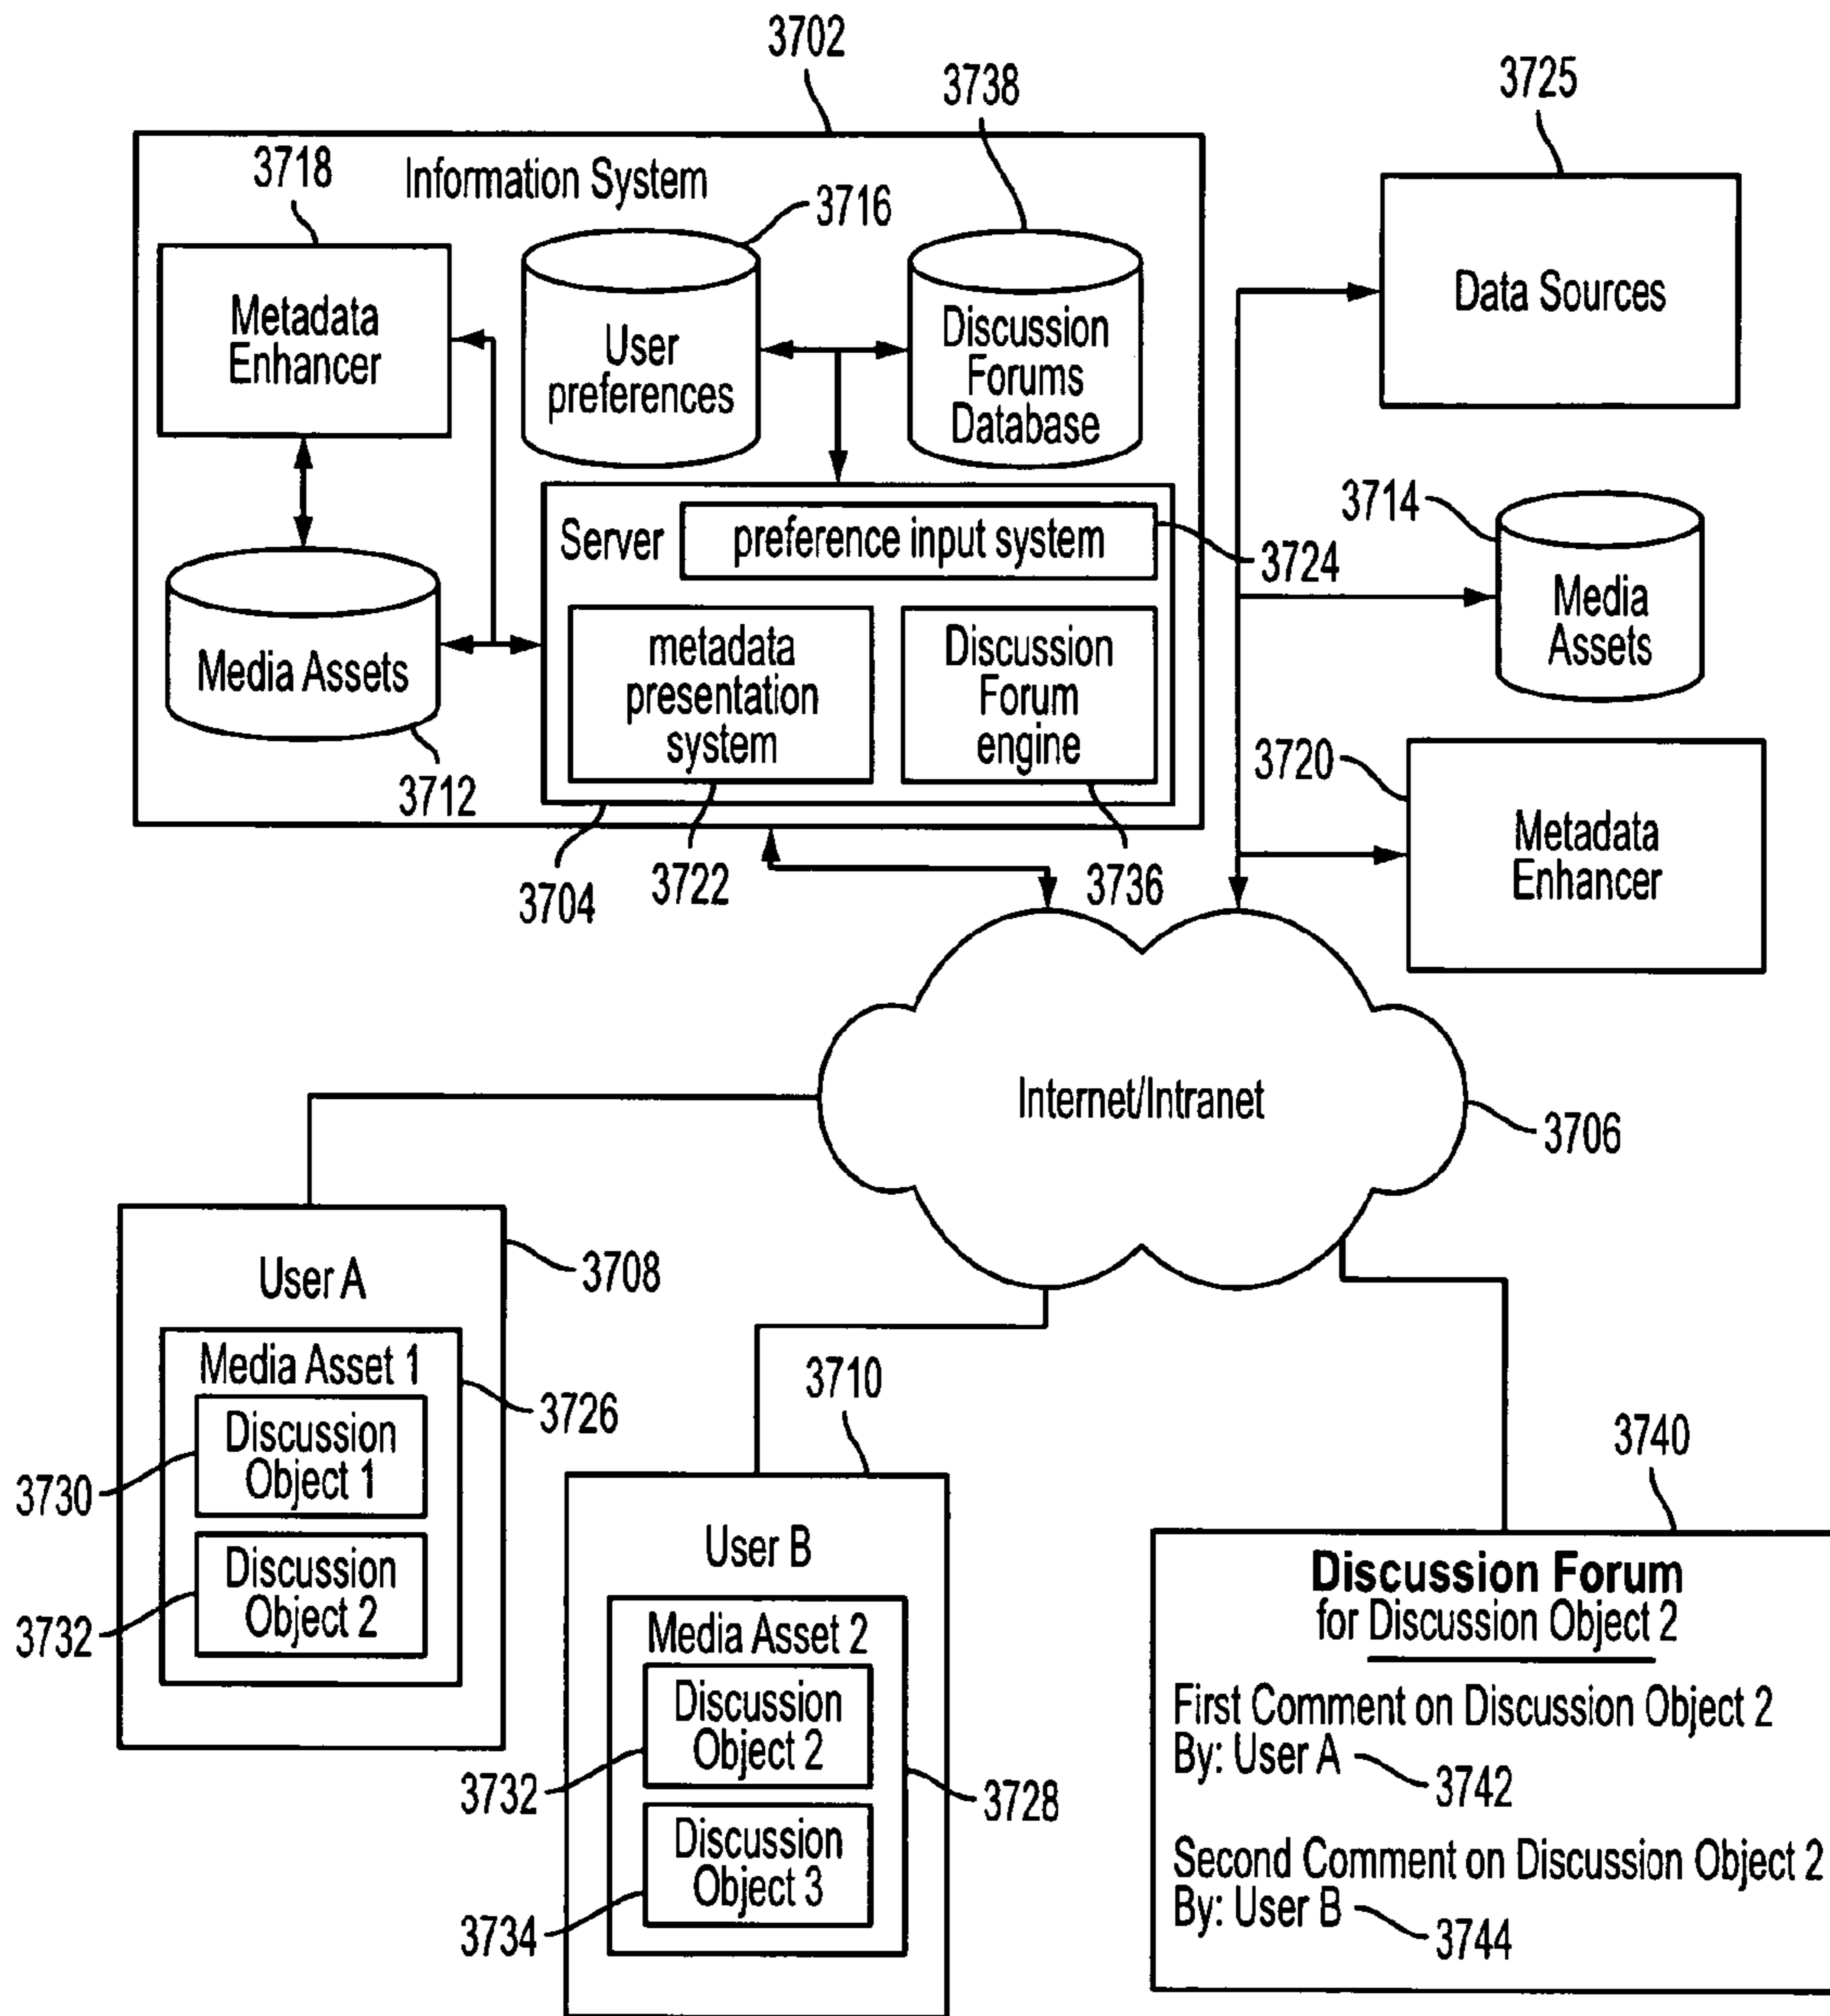 3702
3738
3725
Information System
3718
3716
Metadata
Enhancer
User
preferences
Discussion
Forums
Database
Data Sources
3714
Server
preference input system
3724
Media
Assets
Media Assets
metadata
presentation
system
Discussion
Forum
engine
3712
3720
Metadata
Enhancer
3704
3722
3736
Internet/Intranet
3706
User A
3708
Media Asset 1
3726
Discussion
Object 1
3730
Discussion
Object 2
3732
3710
User B
Media Asset 2
Discussion
Object 2
3732
3728
Discussion
Object 3
3734
3740
Discussion Forum
for Discussion Object 2
First Comment on Discussion Object 2
By: User A
3742
Second Comment on Discussion Object 2
By: User B
3744